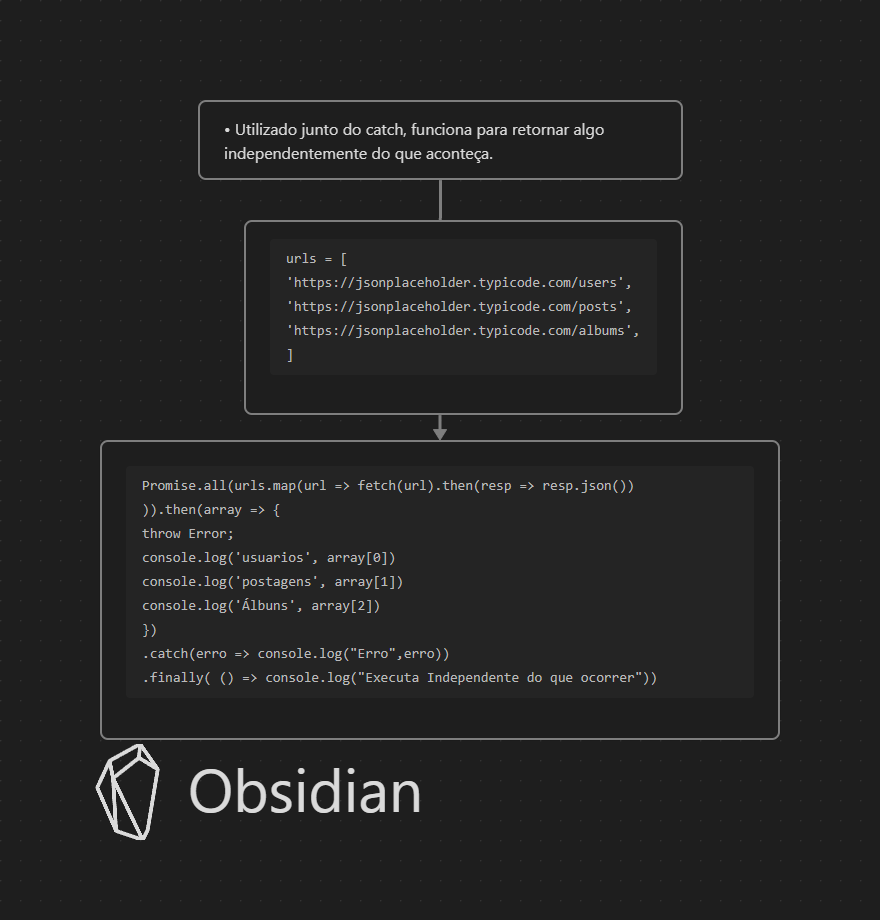 • Utilizado junto do catch, funciona para retornar algo
independentemente do que aconteça.
urls = [
'https://jsonplaceholder.typicode.com/users',
'https://jsonplaceholder.typicode.com/posts',
'https://jsonplaceholder.typicode.com/albums',
]
Promise.all(urls.map(url => fetch(url).then(resp => resp.json())
)).then(array => {
throw Error;
console.log('usuarios', array[0])
console.log('postagens', array[1])
console.log('Álbuns', array[2])
})
.catch(erro => console.log("Erro",erro))
.finally( () => console.log("Executa Independente do que ocorrer"))
Obsidian